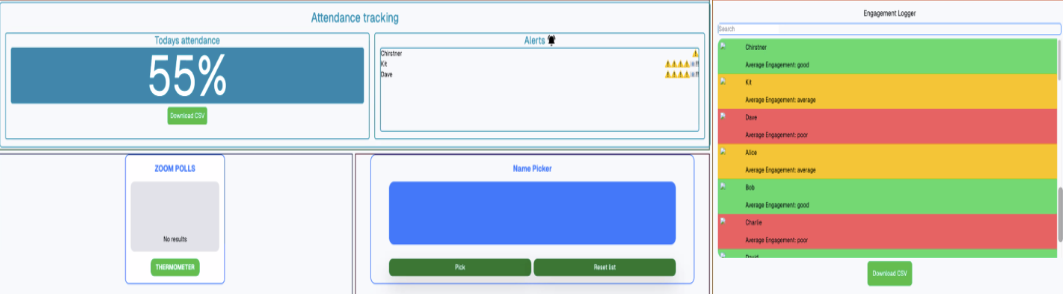 Attendance tracking
Todays attendance
55%
Download CSV
Alerts
Chirstner
Kit
Dave
ZOOM POLLS
No results
THERMOMETER
Name Picker
Pick
Reset list
Engagement Logger
Search
Chirstner
Average Engagement: good
Kit
Average Engagement: average
Dave
Average Engagement: poor
Alice
Average Engagement: average
Bob
Average Engagement: good
Charlie
Average Engagement: poor
David
Download CSV